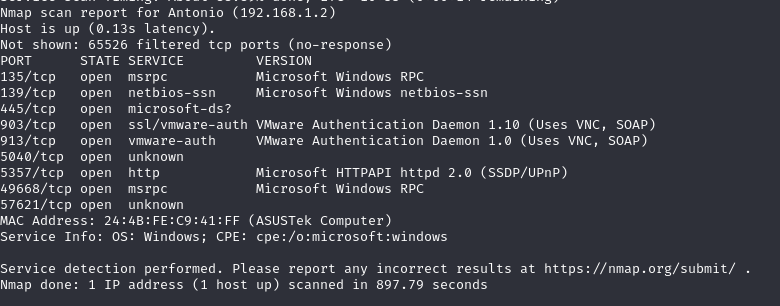 Nmap scan report for Antonio (192.168.1.2)
Host is up (0.13s latency).
Not shown: 65526 filtered tcp ports (no-response)
PORT      STATE SERVICE         VERSION
135/tcp   open  msrpc           Microsoft Windows RPC
139/tcp   open  netbios-ssn     Microsoft Windows netbios-ssn
445/tcp   open  microsoft-ds?
903/tcp   open  ssl/vmware-auth VMware Authentication Daemon 1.10 (Uses VNC, SOAP)
913/tcp   open  vmware-auth     VMware Authentication Daemon 1.0 (Uses VNC, SOAP)
5040/tcp  open  unknown
5357/tcp  open  http            Microsoft HTTPAPI httpd 2.0 (SSDP/UPnP)
49668/tcp open  msrpc           Microsoft Windows RPC
57621/tcp open  unknown
MAC Address: 24:4B:FE:C9:41:FF (ASUSTek Computer)
Service Info: OS: Windows; CPE: cpe:/o:microsoft:windows
Service detection performed. Please report any incorrect results at https://nmap.org/submit/ .
Nmap done: 1 IP address (1 host up) scanned in 897.79 seconds